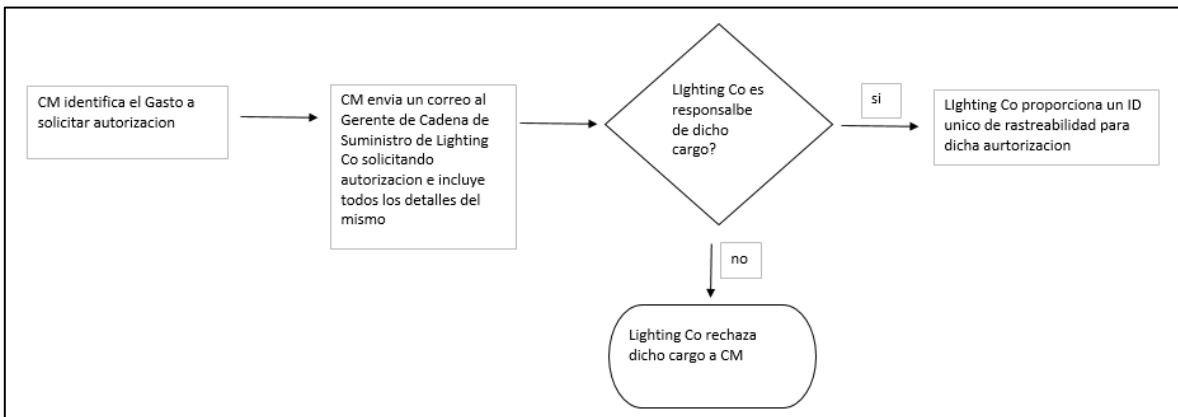 CM identifica el Gasto a
solicitar autorizacion
CM envia un correo al
Gerente de Cadena de
Suministro de Lighting
Co solicitando
autorizacion e incluye
todos los detalles del
mismo
LIghting Co es
responsalbe
de dicho
cargo?
si
LIghting Co proporciona un ID
unico de rastreabilidad para
dicha aurtorizacion
no
Lighting Co rechaza
dicho cargo a CM